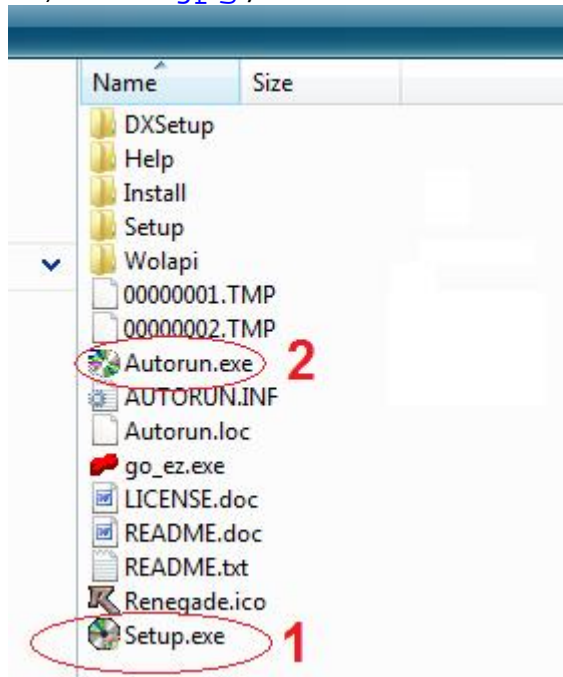 Name Size
DXSetup
Help
Install
Setup
Wolapi
00000001.TMP
00000002.TMP
Autorun.exe 2
AUTORUN.INF
Autorun.loc
go_ez.exe
LICENSE.doc
README.doc
README.txt
Renegade.ico
Setup.exe 1